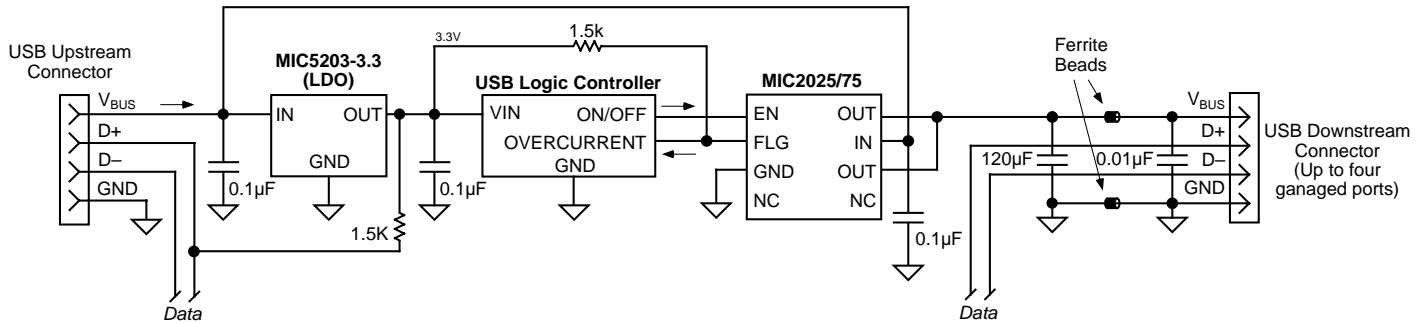 USB Upstream
Connector
VBUS
D+
D–
GND
Data
0.1µF
MIC5203-3.3
(LDO)
IN
OUT
GND
1.5K
3.3V
1.5k
0.1µF
USB Logic Controller
VIN
ON/OFF
OVERCURRENT
GND
MIC2025/75
EN
OUT
FLG
IN
GND
OUT
NC
NC
0.1µF
Ferrite
Beads
120µF
0.01µF
Data
VBUS
D+
D–
GND
USB Downstream
Connector
(Up to four
ganaged ports)